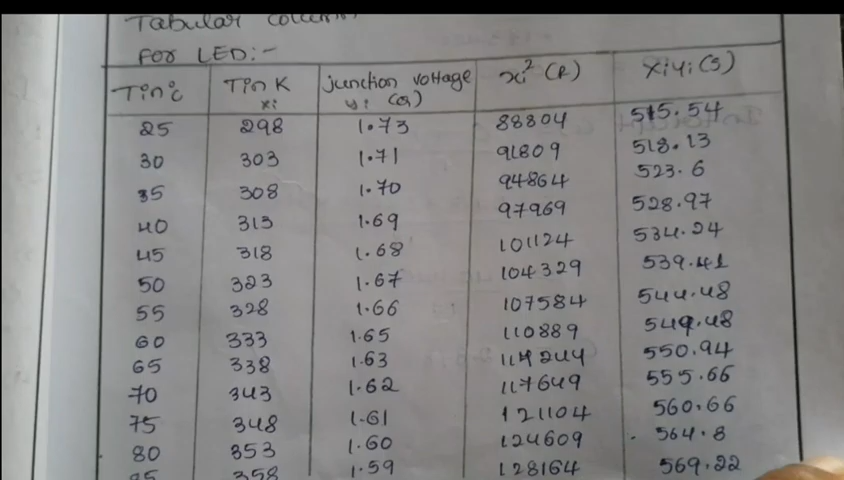 Tabular
For LED:-
T in °C T in K junction voltage xi² (R) xiyi (S)
xi yi (Q)
25 298 1.73 88804 515.54
30 303 1.71 91809 518.13
35 308 1.70 94864 523.6
40 313 1.69 97969 528.97
45 318 1.68 101124 534.24
50 323 1.67 104329 539.41
55 328 1.66 107584 544.48
60 333 1.65 110889 549.48
65 338 1.63 114244 550.94
70 343 1.62 117649 555.66
75 348 1.61 121104 560.66
80 353 1.60 124609 564.8
85 358 1.59 128164 569.22